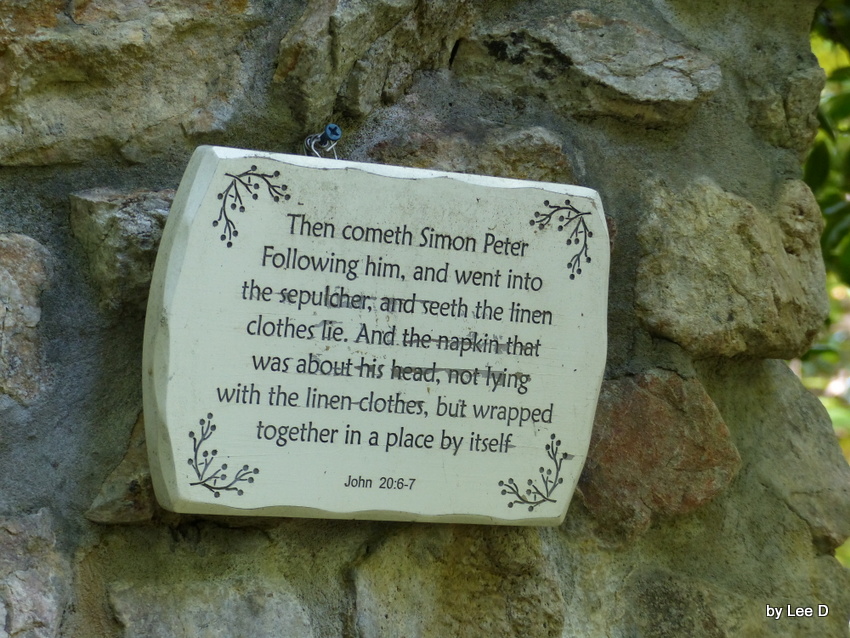 Then cometh Simon Peter
Following him, and went into
the sepulcher, and seeth the linen
clothes lie. And the napkin that
was about his head, not lying
with the linen clothes, but wrapped
together in a place by itself
John 20:6-7
by Lee D